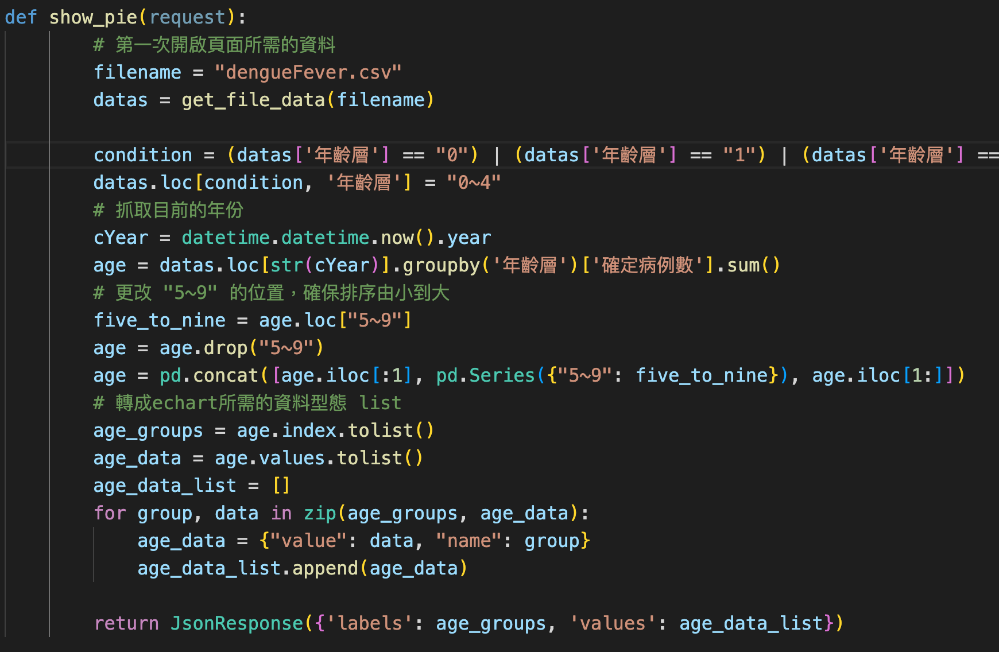 def show_pie(request):
# 第一次開啟頁面所需的資料
filename = "dengueFever.csv"
datas = get_file_data(filename)
condition = (datas['年齡層'] == "0") | (datas['年齡層'] == "1") | (datas['年齡層'] ==
datas.loc[condition, '年齡層'] = "0~4"
# 抓取目前的年份
cYear = datetime.datetime.now().year
age = datas.loc[str(cYear)].groupby('年齡層')['確定病例數'].sum()
# 更改 "5~9" 的位置，確保排序由小到大
five_to_nine = age.loc["5~9"]
age = age.drop("5~9")
age = pd.concat([age.iloc[:1], pd.Series({"5~9": five_to_nine}), age.iloc[1:]])
# 轉成echart所需的資料型態 list
age_groups = age.index.tolist()
age_data = age.values.tolist()
age_data_list = []
for group, data in zip(age_groups, age_data):
age_data = {"value": data, "name": group}
age_data_list.append(age_data)
return JsonResponse({'labels': age_groups, 'values': age_data_list})